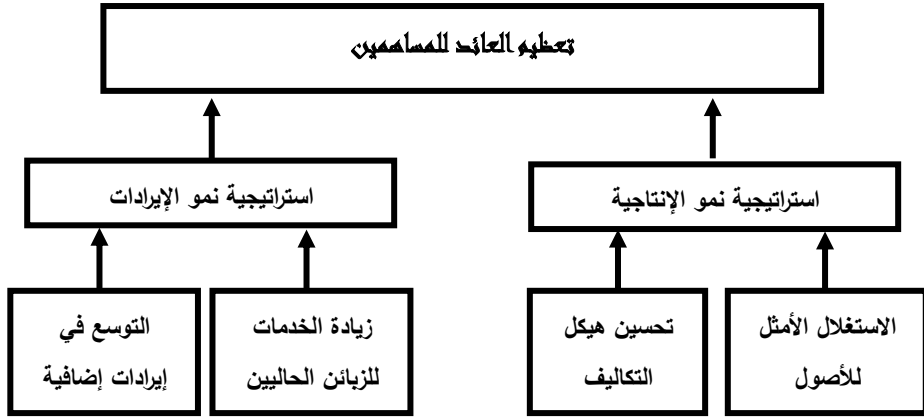 تعظيم العائد للمساهمين
استراتيجية نمو الإنتاجية
استراتيجية نمو الإيرادات
الاستغلال الأمثل
للأصول
تحسين هيكل
التكاليف
زيادة الخدمات
للزبائن الحاليين
التوسع في
إيرادات إضافية